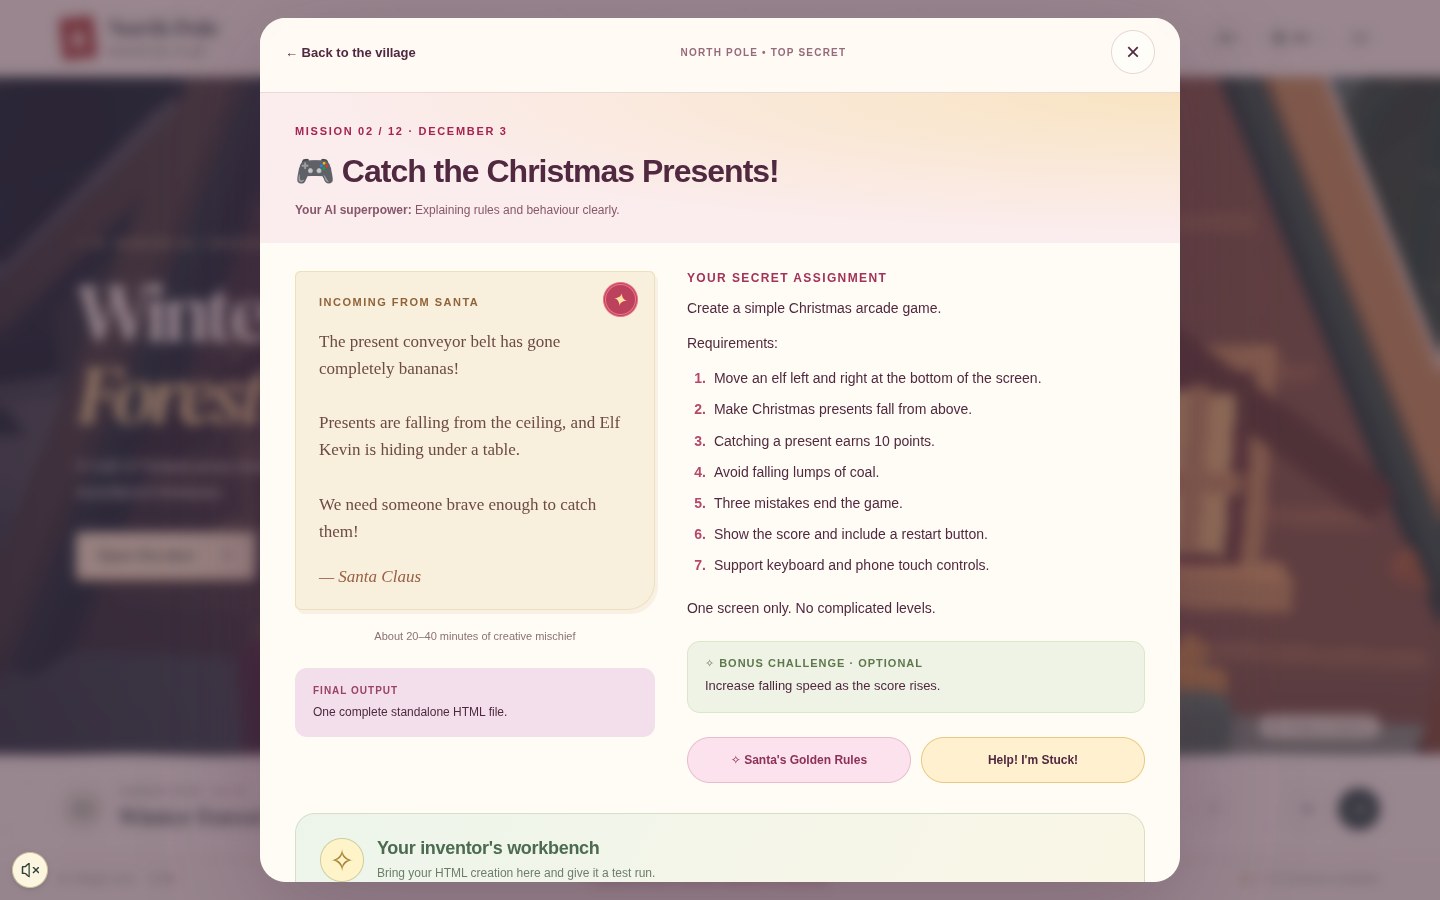 ← Back to the village
NORTH POLE • TOP SECRET
MISSION 02 / 12 · DECEMBER 3
🎮 Catch the Christmas Presents!
Your AI superpower: Explaining rules and behaviour clearly.
INCOMING FROM SANTA
The present conveyor belt has gone
completely bananas!
Presents are falling from the ceiling, and Elf
Kevin is hiding under a table.
We need someone brave enough to catch
them!
— Santa Claus
About 20–40 minutes of creative mischief
FINAL OUTPUT
One complete standalone HTML file.
YOUR SECRET ASSIGNMENT
Create a simple Christmas arcade game.
Requirements:
1. Move an elf left and right at the bottom of the screen.
2. Make Christmas presents fall from above.
3. Catching a present earns 10 points.
4. Avoid falling lumps of coal.
5. Three mistakes end the game.
6. Show the score and include a restart button.
7. Support keyboard and phone touch controls.
One screen only. No complicated levels.
✧ BONUS CHALLENGE · OPTIONAL
Increase falling speed as the score rises.
✧ Santa's Golden Rules
Help! I'm Stuck!
Your inventor's workbench
Bring your HTML creation here and give it a test run.
North Pole
Winte
Forest